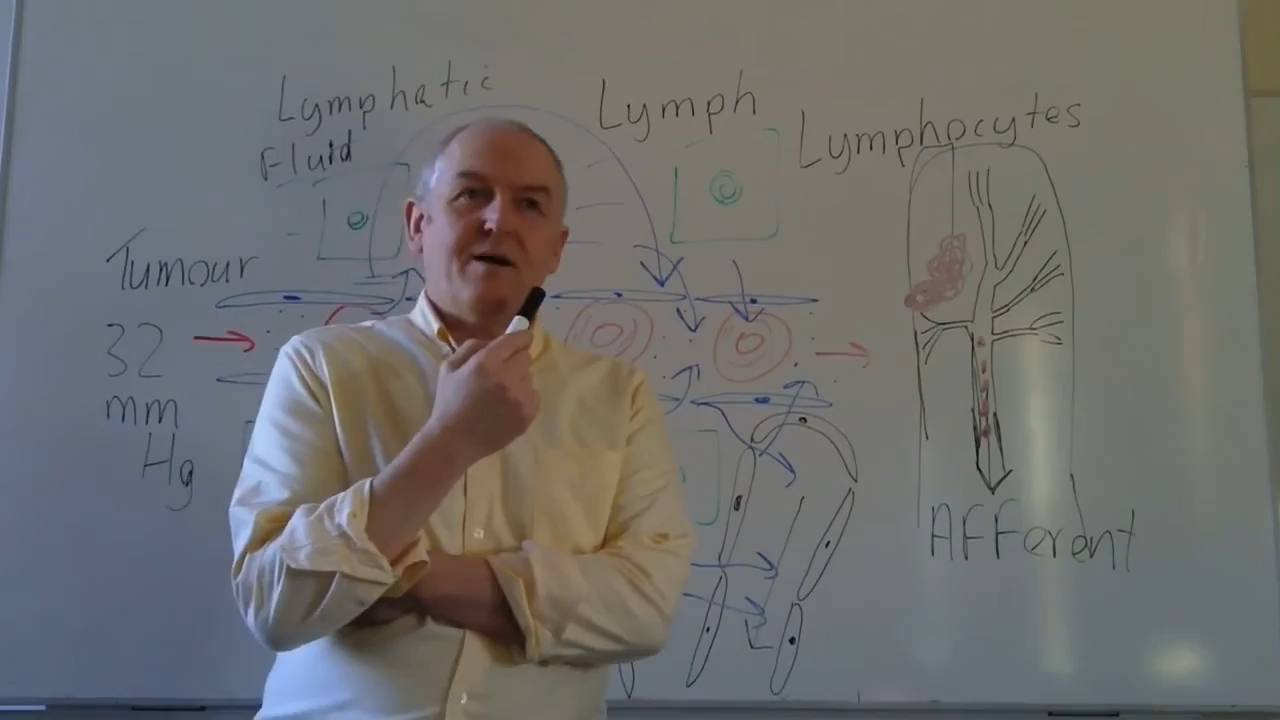 Lymphatic
Fluid
Lymph
Lymphocytes
Tumour
32
mm
Hg
AFFerent